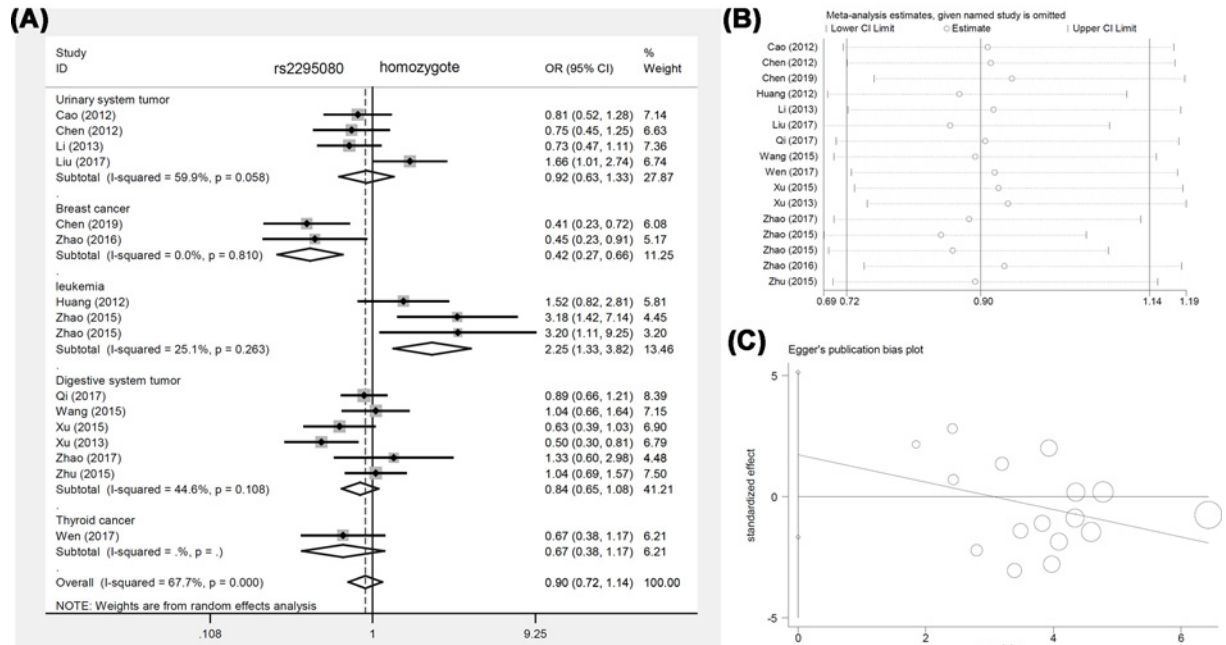 (A)
Study
ID
rs2295080
homozygote
OR (95% CI)
%
Weight
Urinary system tumor
Cao (2012) 0.81 (0.52, 1.28) 7.14
Chen (2012) 0.75 (0.45, 1.25) 6.63
Li (2013) 0.73 (0.47, 1.11) 7.36
Liu (2017) 1.66 (1.01, 2.74) 6.74
Subtotal (I-squared = 59.9%, p = 0.058) 0.92 (0.63, 1.33) 27.87
.
Breast cancer
Chen (2019) 0.41 (0.23, 0.72) 6.08
Zhao (2016) 0.45 (0.23, 0.91) 5.17
Subtotal (I-squared = 0.0%, p = 0.810) 0.42 (0.27, 0.66) 11.25
.
leukemia
Huang (2012) 1.52 (0.82, 2.81) 5.81
Zhao (2015) 3.18 (1.42, 7.14) 4.45
Zhao (2015) 3.20 (1.11, 9.25) 3.20
Subtotal (I-squared = 25.1%, p = 0.263) 2.25 (1.33, 3.82) 13.46
.
Digestive system tumor
Qi (2017) 0.89 (0.66, 1.21) 8.39
Wang (2015) 1.04 (0.66, 1.64) 7.15
Xu (2015) 0.63 (0.39, 1.03) 6.90
Xu (2013) 0.50 (0.30, 0.81) 6.79
Zhao (2017) 1.33 (0.60, 2.98) 4.48
Zhu (2015) 1.04 (0.69, 1.57) 7.50
Subtotal (I-squared = 44.6%, p = 0.108) 0.84 (0.65, 1.08) 41.21
.
Thyroid cancer
Wen (2017) 0.67 (0.38, 1.17) 6.21
Subtotal (I-squared = .%, p = .) 0.67 (0.38, 1.17) 6.21
.
Overall (I-squared = 67.7%, p = 0.000) 0.90 (0.72, 1.14) 100.00
NOTE: Weights are from random effects analysis
.108 1 9.25
(B)
Meta-analysis estimates, given named study is omitted
Lower CI Limit Estimate Upper CI Limit
Cao (2012)
Chen (2012)
Chen (2019)
Huang (2012)
Li (2013)
Liu (2017)
Qi (2017)
Wang (2015)
Wen (2017)
Xu (2015)
Xu (2013)
Zhao (2017)
Zhao (2015)
Zhao (2015)
Zhao (2016)
Zhu (2015)
0.69 0.72 0.90 1.14 1.19
(C)
Egger's publication bias plot
standardized effect
5
0
-5
0 2 4 6